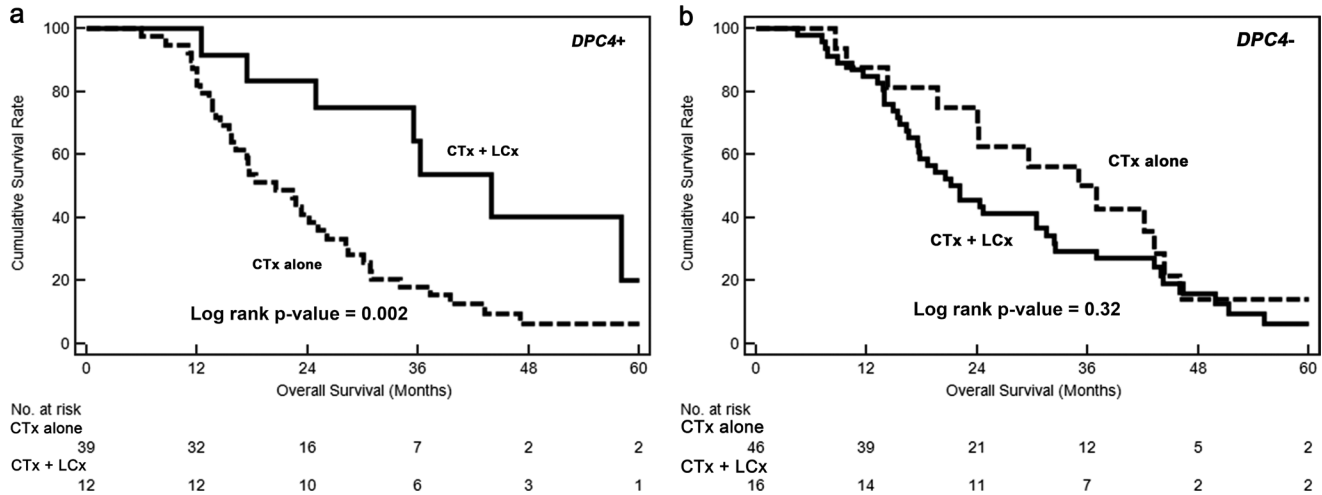 a
DPC4+
100
80
60
40
20
0
Cumulative Survival Rate
CTx + LCx
CTx alone
Log rank p-value = 0.002
0 12 24 36 48 60
Overall Survival (Months)
No. at risk
CTx alone
39 32 16 7 2 2
CTx + LCx
12 12 10 6 3 1
b
DPC4-
100
80
60
40
20
0
Cumulative Survival Rate
CTx alone
CTx + LCx
Log rank p-value = 0.32
0 12 24 36 48 60
Overall Survival (Months)
No. at risk
CTx alone
46 39 21 12 5 2
CTx + LCx
16 14 11 7 2 2